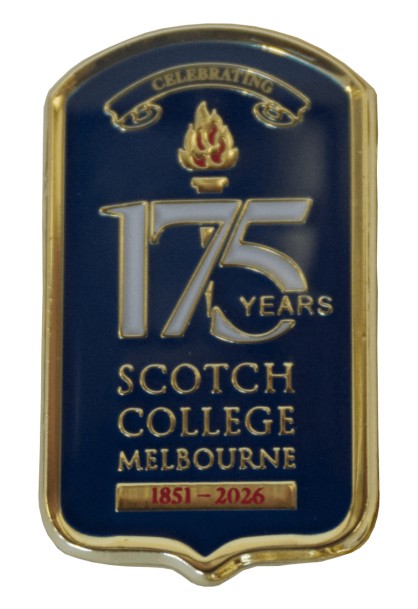 CELEBRATING
175
YEARS
SCOTCH
COLLEGE
MELBOURNE
1851 – 2026